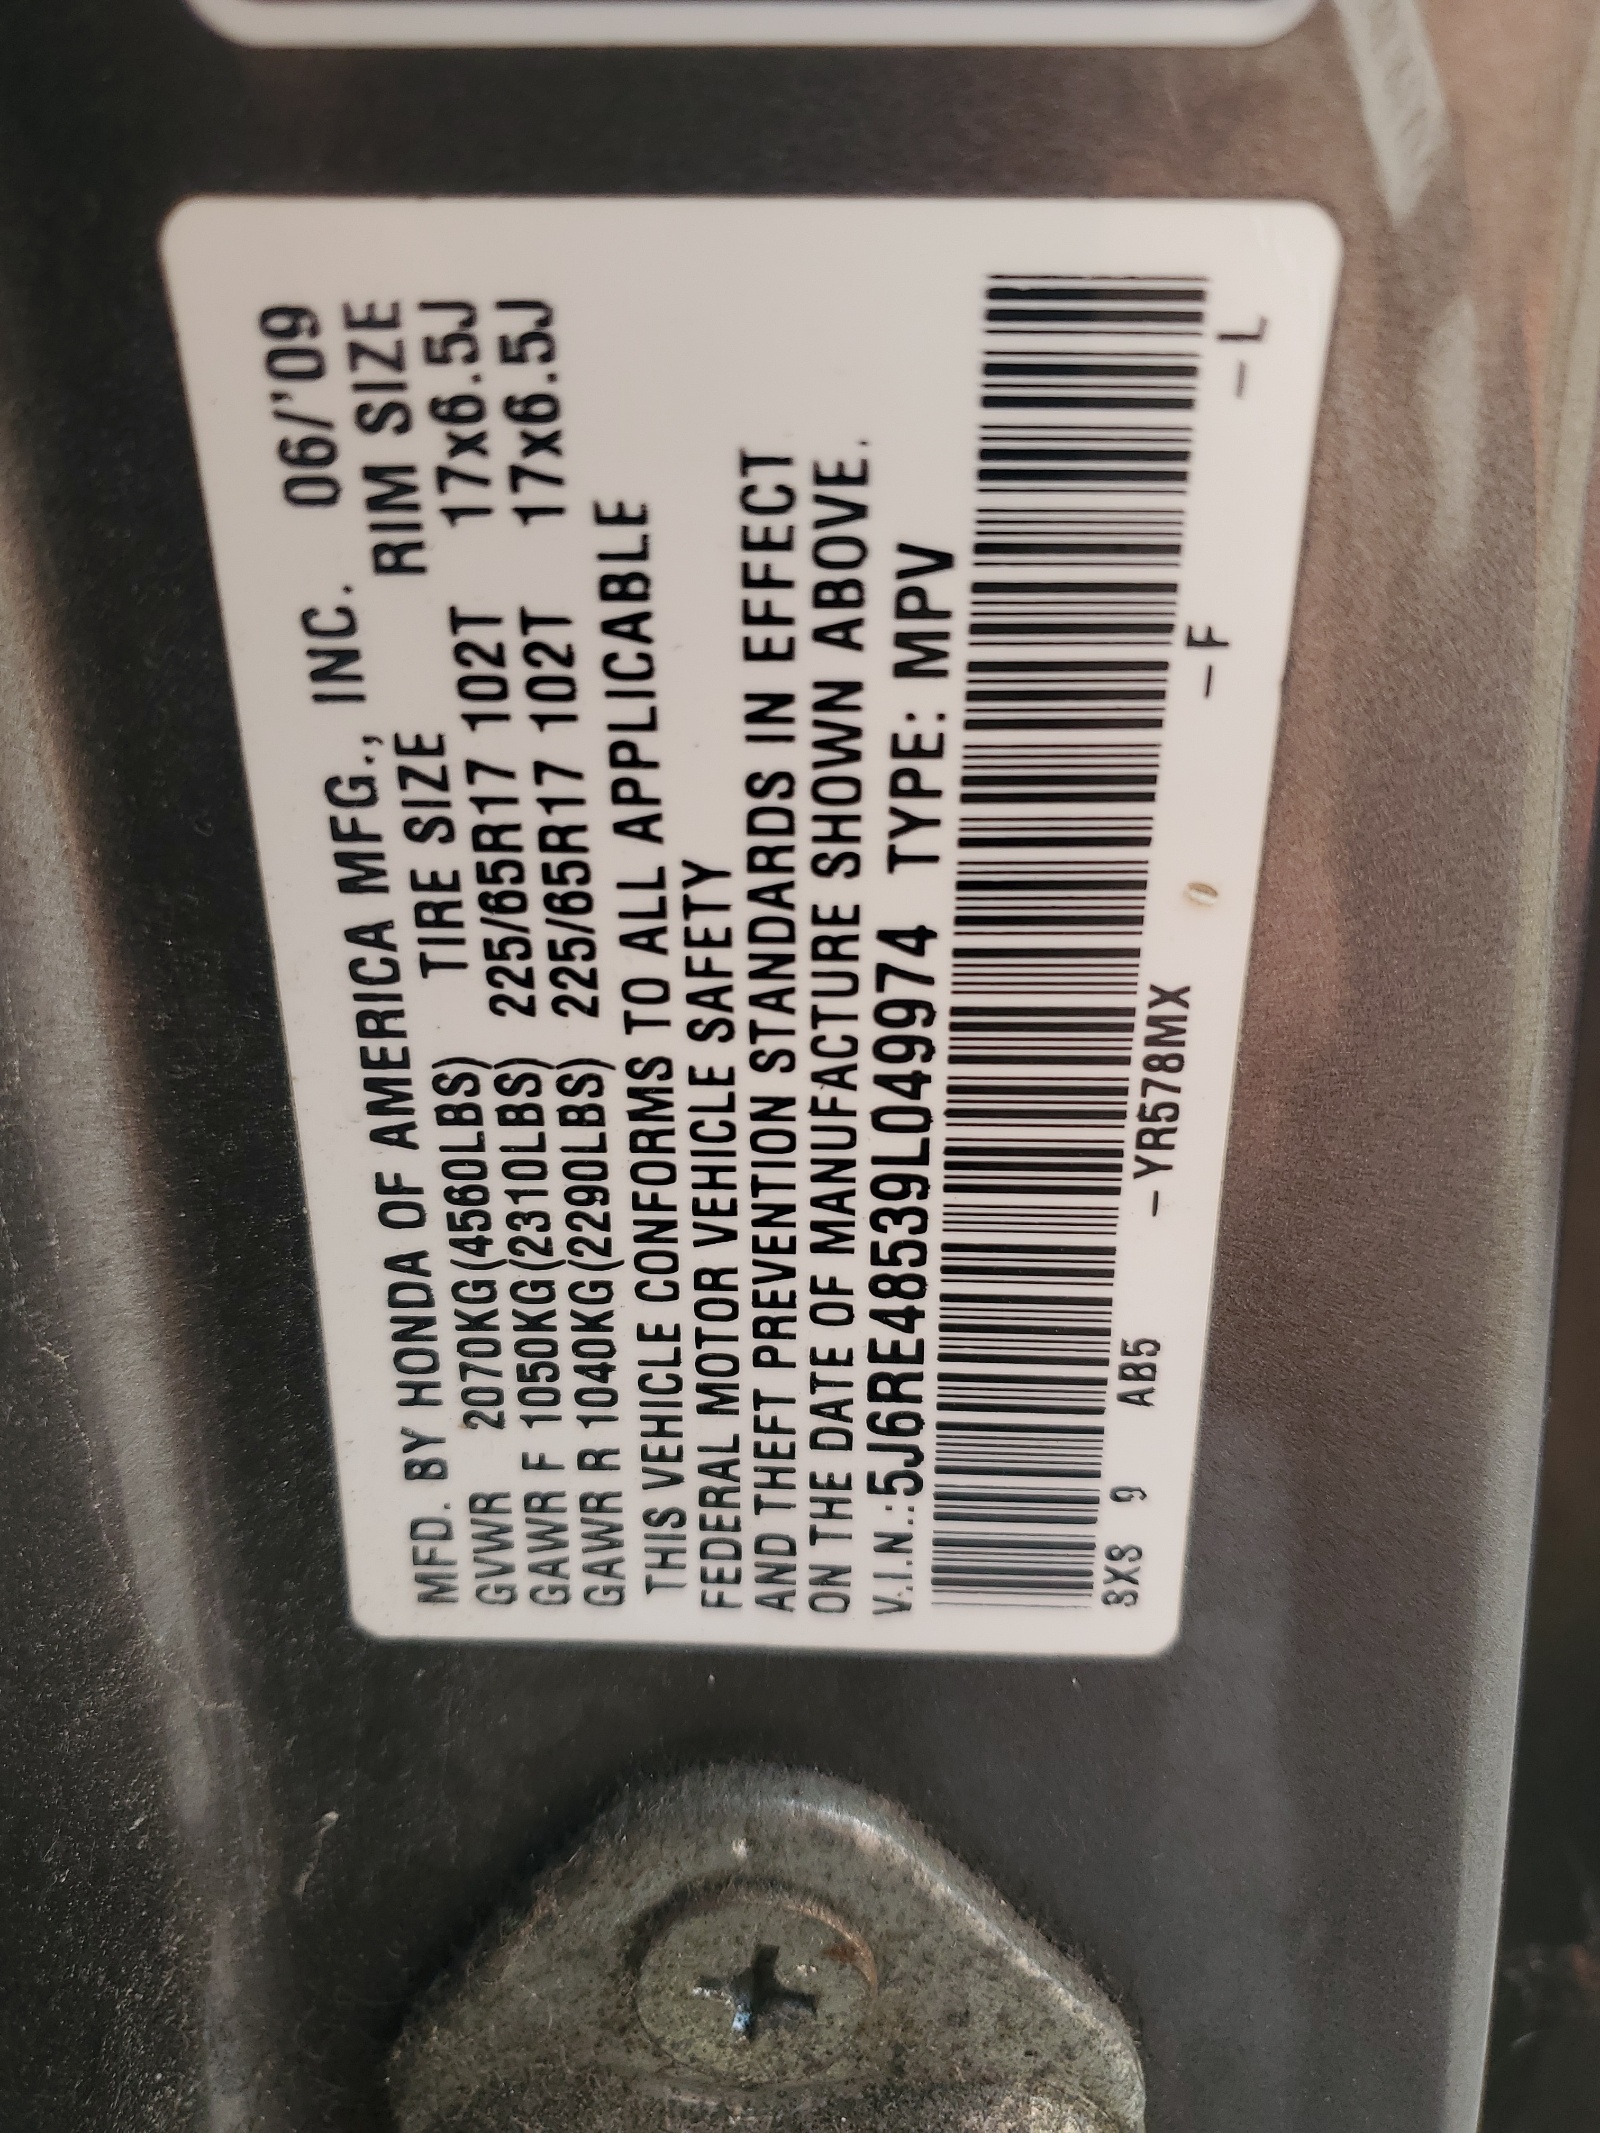 MFD. BY HONDA OF AMERICA MFG., INC. 06/'09
TIRE SIZE RIM SIZE
GVWR 2070KG(4560LBS) 225/65R17 102T 17x6.5J
GAWR F 1050KG(2310LBS) 225/65R17 102T 17x6.5J
GAWR R 1040KG(2290LBS)
THIS VEHICLE CONFORMS TO ALL APPLICABLE
FEDERAL MOTOR VEHICLE SAFETY
AND THEFT PREVENTION STANDARDS IN EFFECT
ON THE DATE OF MANUFACTURE SHOWN ABOVE.
V.I.N.:5J6RE48539L049974 TYPE: MPV
SXS 9 AB5 -YR578MX -F -L